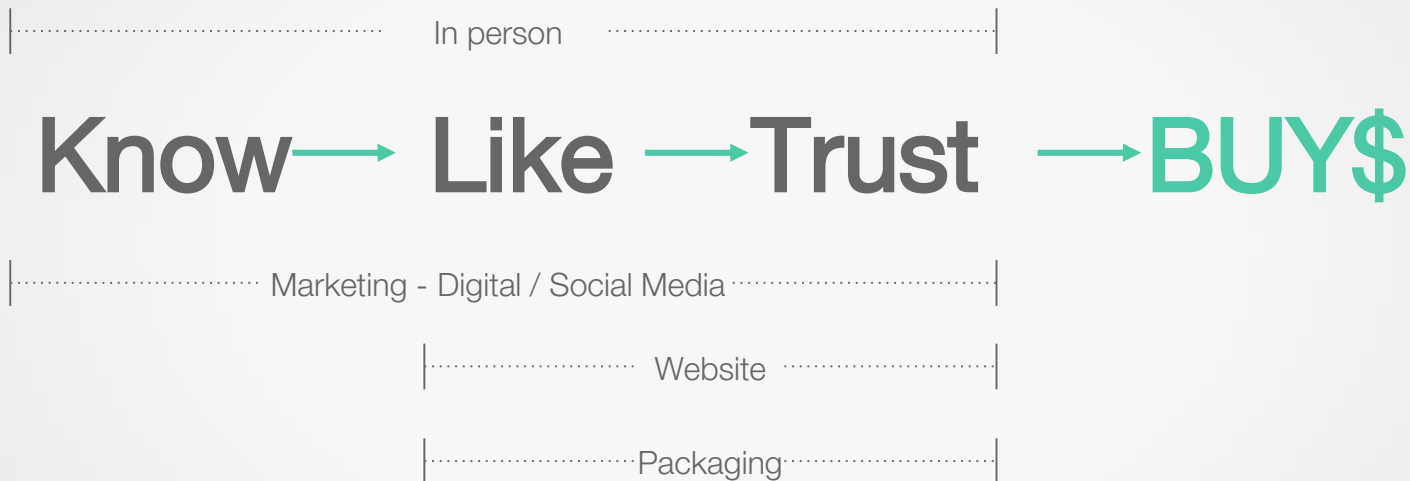 In person
Know Like Trust BUY$
Marketing - Digital / Social Media
Website
Packaging